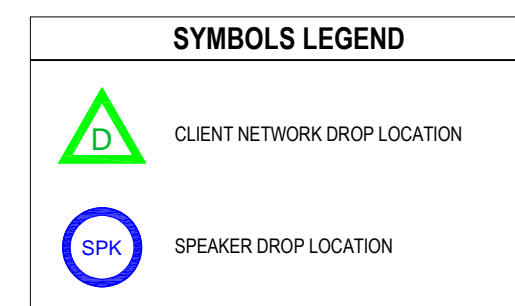 SYMBOLS LEGEND
D CLIENT NETWORK DROP LOCATION
SPK SPEAKER DROP LOCATION